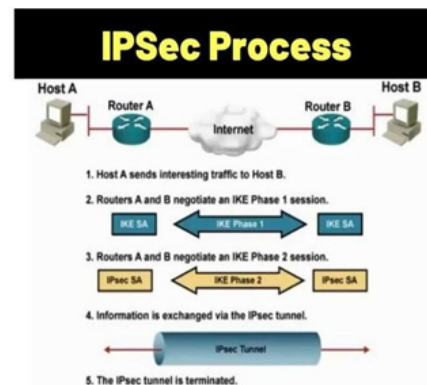 IPSec Process
Host A
Host B
Router A
Router B
Internet
1. Host A sends interesting traffic to Host B.
2. Routers A and B negotiate an IKE Phase 1 session.
IKE SA
IKE Phase 1
IKE SA
3. Routers A and B negotiate an IKE Phase 2 session.
IPsec SA
IKE Phase 2
IPsec SA
4. Information is exchanged via the IPsec tunnel.
IPsec Tunnel
5. The IPsec tunnel is terminated.